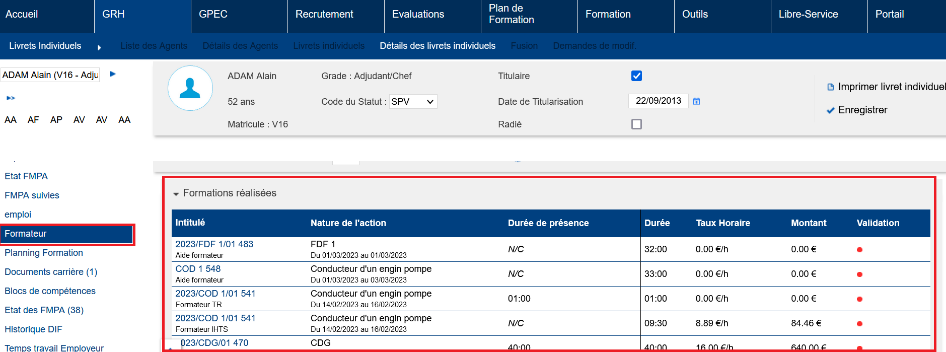 Accueil GRH GPEC Recrutement Evaluations Plan de Formation Formation Outils Libre-Service Portail
Livrets Individuels Liste des Agents Détails des Agents Livrets individuels Détails des livrets individuels Fusion Demandes de modif.
ADAM Alain (V16 - Adju
AA AF AP AV AV AA
ADAM Alain Grade : Adjudant/Chef Titulaire
52 ans Code du Statut : SPV Date de Titularisation 22/09/2013
Matricule : V16 Radié
Imprimer livret individuel
Enregistrer
Etat FMPA
FMPA suivies
emploi
Formateur
Planning Formation
Documents carrière (1)
Blocs de compétences
Etat des FMPA (38)
Historique DIF
Temps travail Employeur
Formations réalisées
Intitulé Nature de l'action Durée de présence Durée Taux Horaire Montant Validation
2023/FDF 1/01 483 FDF 1 N/C 32:00 0.00 €/h 0.00 €
Aide formateur Du 01/03/2023 au 01/03/2023
COD 1 548 Conducteur d'un engin pompe N/C 33:00 0.00 €/h 0.00 €
Aide formateur Du 01/03/2023 au 03/03/2023
2023/COD 1/01 541 Conducteur d'un engin pompe 01:00 01:00 0.00 €/h 0.00 €
Formateur TR Du 14/02/2023 au 16/02/2023
2023/COD 1/01 541 Conducteur d'un engin pompe N/C 09:30 8.89 €/h 84.46 €
Formateur IHTS Du 14/02/2023 au 16/02/2023
023/CDG/01 470 CDG 40:00 40:00 16.00 €/h 640.00 €